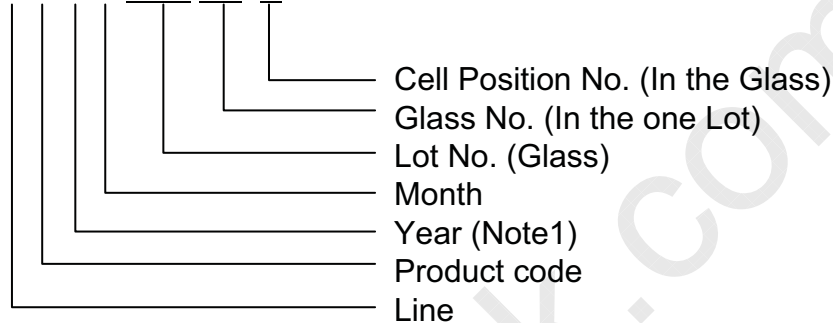 Cell Position No. (In the Glass)
Glass No. (In the one Lot)
Lot No. (Glass)
Month
Year (Note1)
Product code
Line